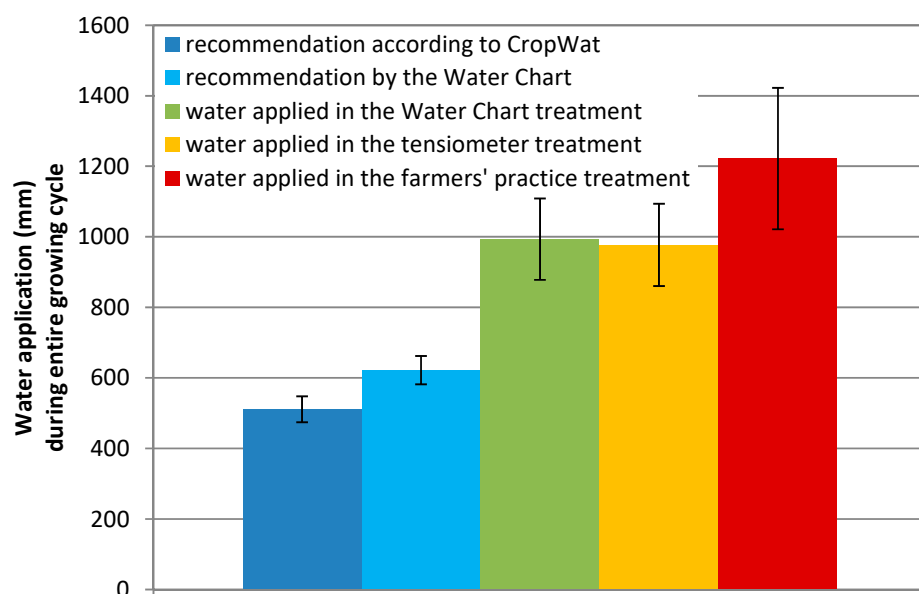 1600
1400
1200
1000
800
600
400
200
0
Water application (mm)
during entire growing cycle
recommendation according to CropWat
recommendation by the Water Chart
water applied in the Water Chart treatment
water applied in the tensiometer treatment
water applied in the farmers' practice treatment